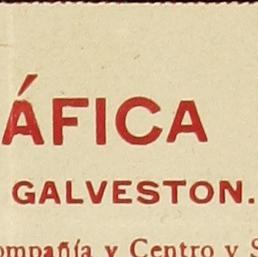 ÁFICA
GALVESTON.
ompañía y Centro y S